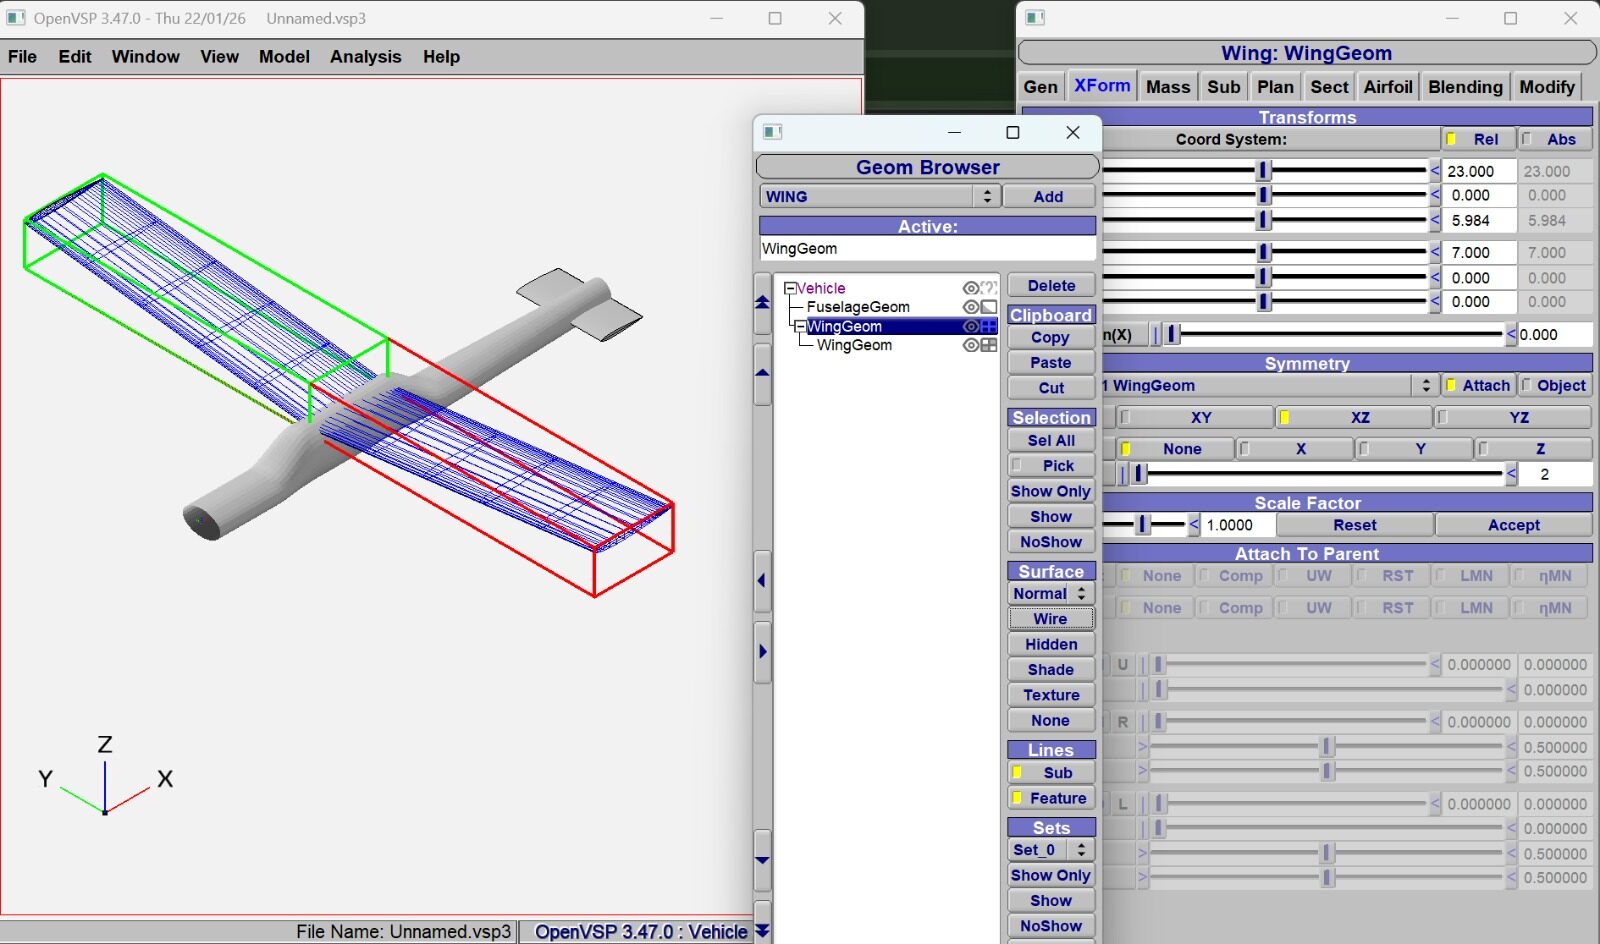 OpenVSP 3.47.0 - Thu 22/01/26 Unnamed.vsp3
File Edit Window View Model Analysis Help
Z
Y
X
File Name: Unnamed.vsp3
OpenVSP 3.47.0 : Vehicle
Geom Browser
WING Add
Active:
WingGeom
Vehicle
FuselageGeom
WingGeom
WingGeom
Delete
Clipboard
Copy
Paste
Cut
Selection
Sel All
Pick
Show Only
Show
NoShow
Surface
Normal
Wire
Hidden
Shade
Texture
None
Lines
Sub
Feature
Sets
Set_0
Show Only
Show
NoShow
Wing: WingGeom
Gen XForm Mass Sub Plan Sect Airfoil Blending Modify
Transforms
Coord System: Rel Abs
< 23.000 23.000
< 0.000 0.000
< 5.984 5.984
< 7.000 7.000
< 0.000 0.000
< 0.000 0.000
n(X) | < 0.000
Symmetry
1 WingGeom Attach Object
XY XZ YZ
None X Y Z
| < 2
Scale Factor
< 1.0000 Reset Accept
Attach To Parent
None Comp UW RST LMN ηMN
None Comp UW RST LMN ηMN
U | < 0.000000 0.000000
| < 0.000000
R | < 0.000000 0.000000
> < 0.500000
> < 0.500000
L | < 0.000000 0.000000
| < 0.000000
> < 0.500000
> < 0.500000